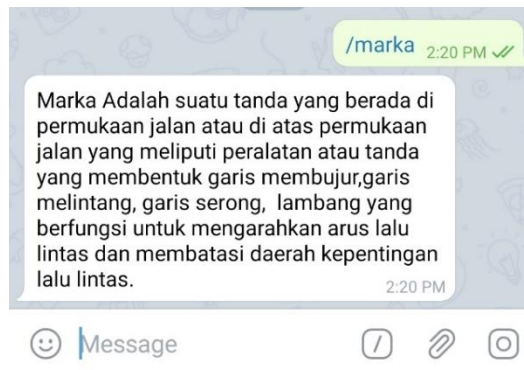 /marka 2:20 PM
Marka Adalah suatu tanda yang berada di
permukaan jalan atau di atas permukaan
jalan yang meliputi peralatan atau tanda
yang membentuk garis membujur,garis
melintang, garis serong,  lambang yang
berfungsi untuk mengarahkan arus lalu
lintas dan membatasi daerah kepentingan
lalu lintas. 2:20 PM
Message